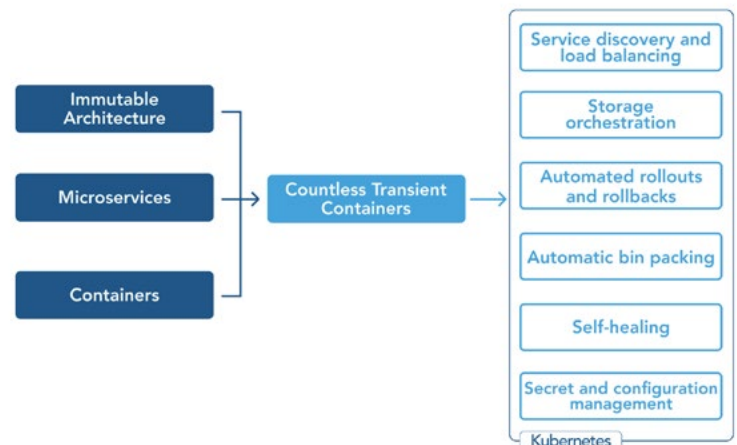 Immutable
Architecture
Microservices
Containers
Countless Transient
Containers
Service discovery and
load balancing
Storage
orchestration
Automated rollouts
and rollbacks
Automatic bin packing
Self-healing
Secret and configuration
management
Kubernetes